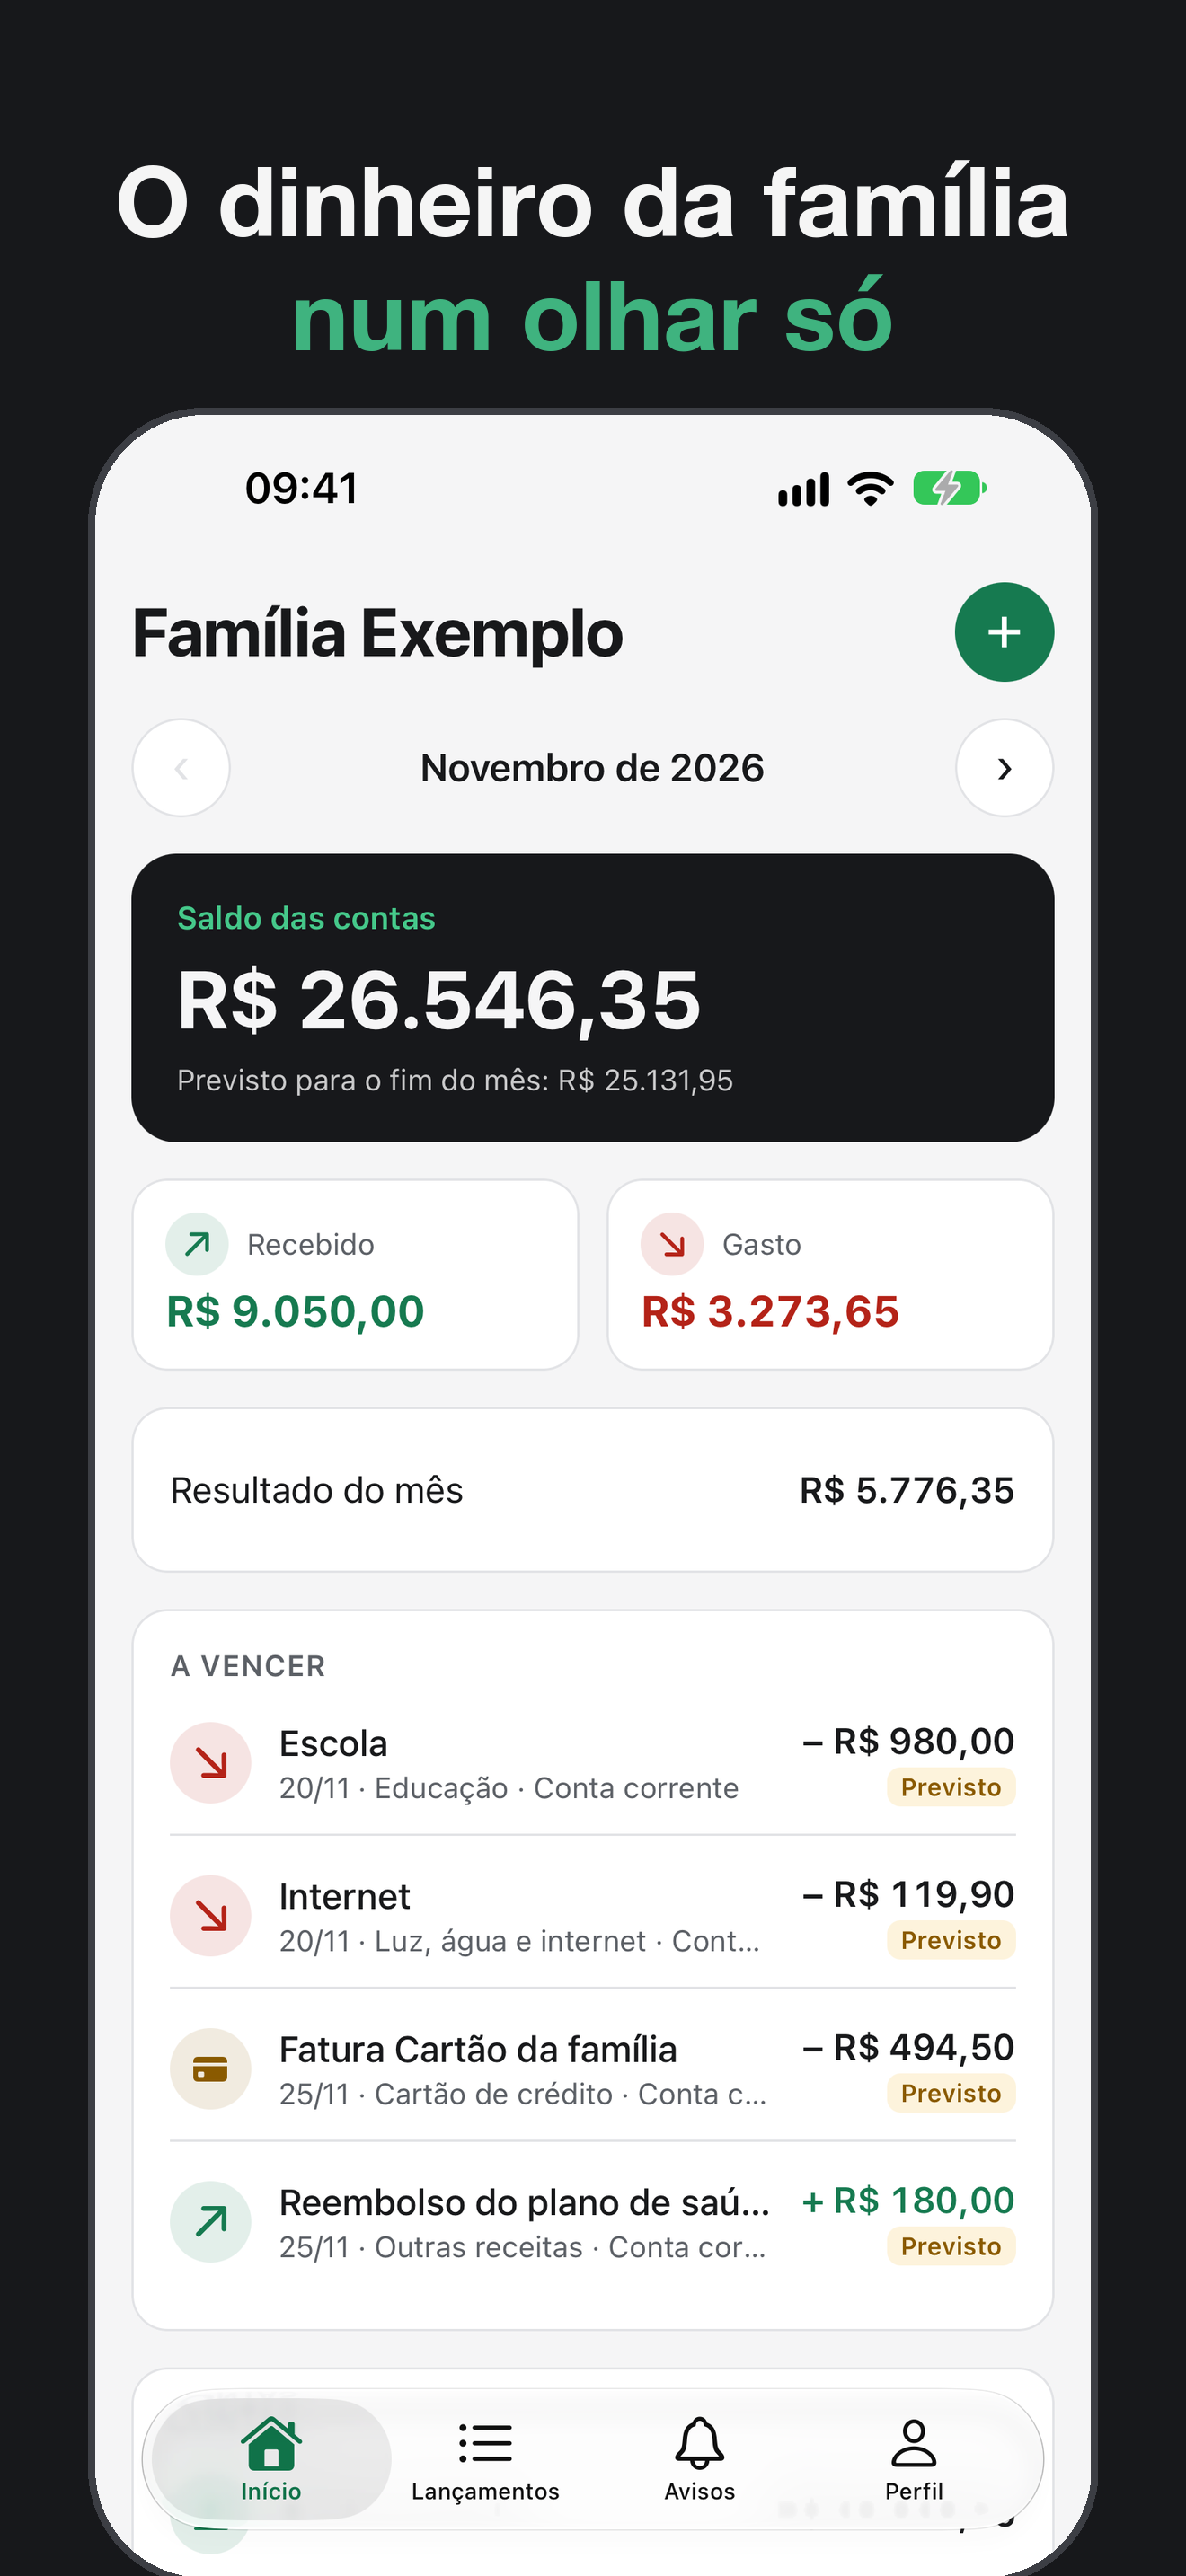 O dinheiro da família
num olhar só
09:41
Família Exemplo
+
‹
Novembro de 2026
›
Saldo das contas
R$ 26.546,35
Previsto para o fim do mês: R$ 25.131,95
Recebido
R$ 9.050,00
Gasto
R$ 3.273,65
Resultado do mês
R$ 5.776,35
A VENCER
Escola
– R$ 980,00
20/11 · Educação · Conta corrente
Previsto
Internet
– R$ 119,90
20/11 · Luz, água e internet · Cont...
Previsto
Fatura Cartão da família
– R$ 494,50
25/11 · Cartão de crédito · Conta c...
Previsto
Reembolso do plano de saú...
+ R$ 180,00
25/11 · Outras receitas · Conta cor...
Previsto
Início
Lançamentos
Avisos
Perfil